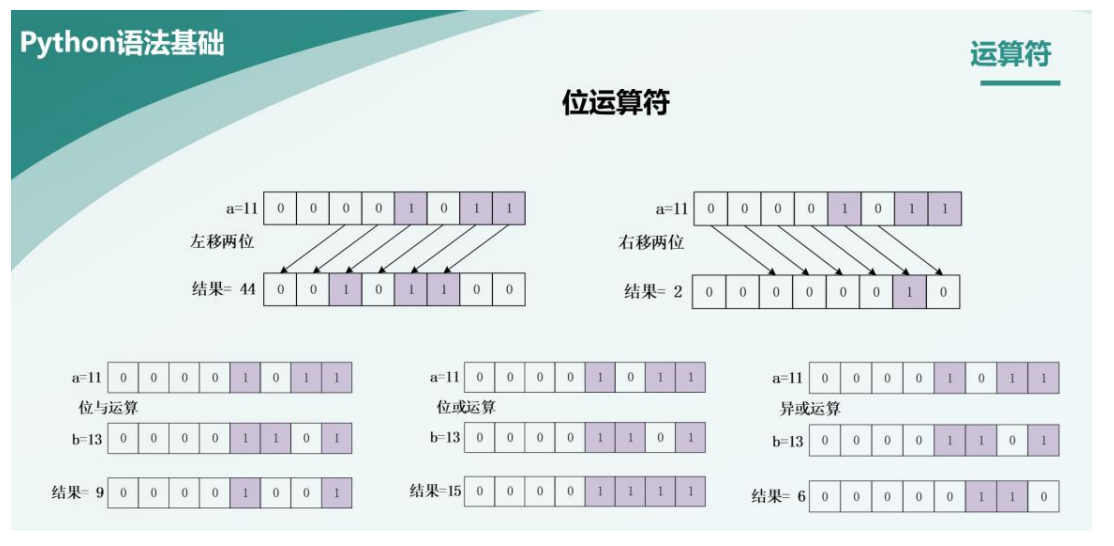 Python语法基础
运算符
位运算符
a=11 0 0 0 0 1 0 1 1
左移两位
结果= 44 0 0 1 0 1 1 0 0
a=11 0 0 0 0 1 0 1 1
右移两位
结果= 2 0 0 0 0 0 0 1 0
a=11 0 0 0 0 1 0 1 1
位与运算
b=13 0 0 0 0 1 1 0 1
结果= 9 0 0 0 0 1 0 0 1
a=11 0 0 0 0 1 0 1 1
位或运算
b=13 0 0 0 0 1 1 0 1
结果=15 0 0 0 0 1 1 1 1
a=11 0 0 0 0 1 0 1 1
异或运算
b=13 0 0 0 0 1 1 0 1
结果= 6 0 0 0 0 0 1 1 0